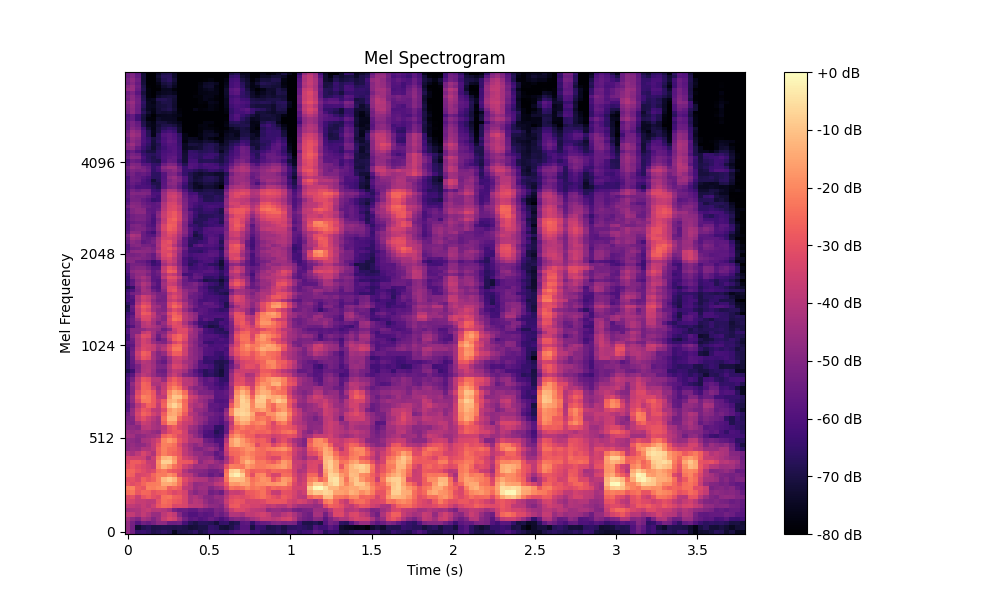 Mel Spectrogram
+0 dB
-10 dB
-20 dB
-30 dB
-40 dB
-50 dB
-60 dB
-70 dB
-80 dB
4096
2048
1024
512
0
Mel Frequency
0 0.5 1 1.5 2 2.5 3 3.5
Time (s)